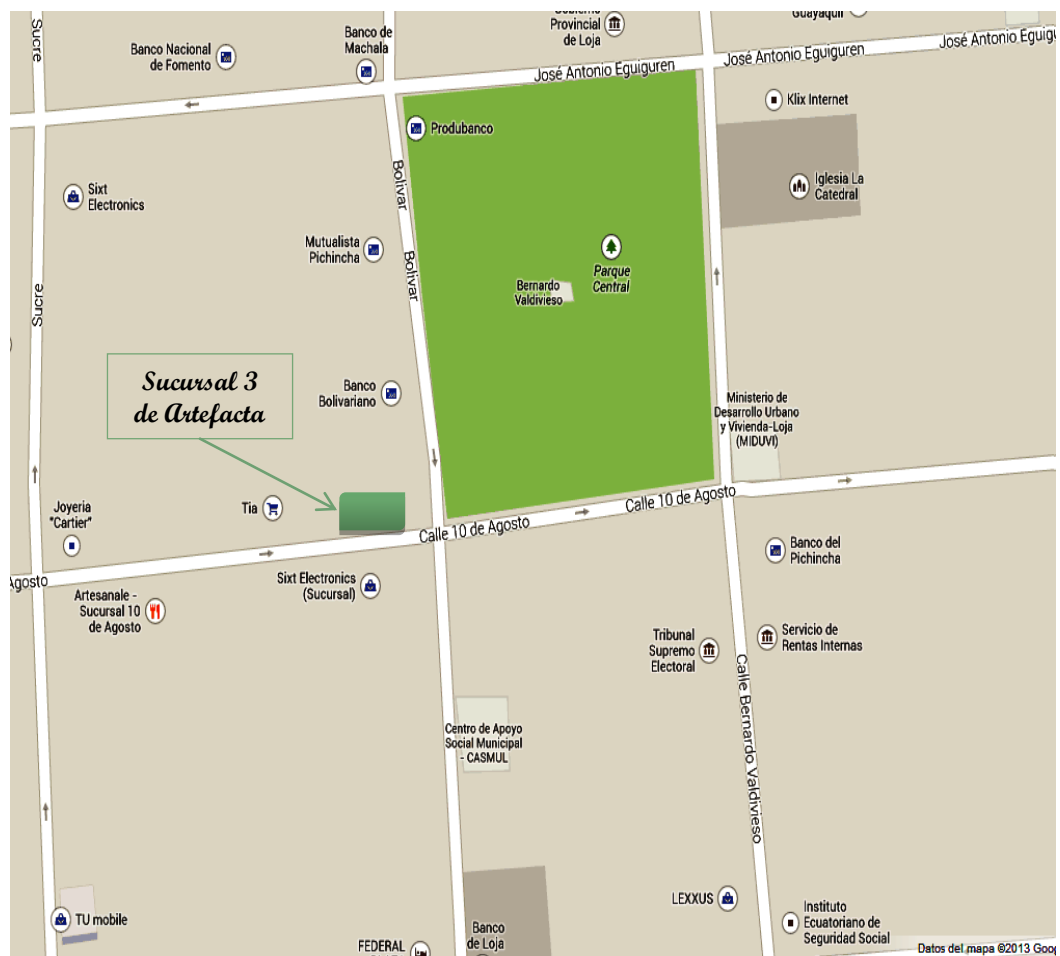 Sucre
Banco Nacional
de Fomento
Banco de
Machala
Gobierno
Provincial
de Loja
Guayaquil
José Antonio Eguiguren
José Antonio Eguiguren
José Antonio Eguigu
Klix Internet
Produbanco
Iglesia La
Catedral
Sixt
Electronics
Bolivar
Mutualista
Pichincha
Bolivar
Parque
Central
Bernardo
Valdivieso
Sucre
Sucursal 3
de Artefacta
Banco
Bolivariano
Ministerio de
Desarrollo Urbano
y Vivienda-Loja
(MIDUVI)
Tia
Joyeria
"Cartier"
Calle 10 de Agosto
Calle 10 de Agosto
Agosto
Sixt Electronics
(Sucursal)
Banco del
Pichincha
Artesanale -
Sucursal 10
de Agosto
Tribunal
Supremo
Electoral
Servicio de
Rentas Internas
Calle Bernardo Valdivieso
Centro de Apoyo
Social Municipal
- CASMUL
TU mobile
LEXXUS
Instituto
Ecuatoriano de
Seguridad Social
Banco
de Loja
FEDERAL
Datos del mapa ©2013 Goog